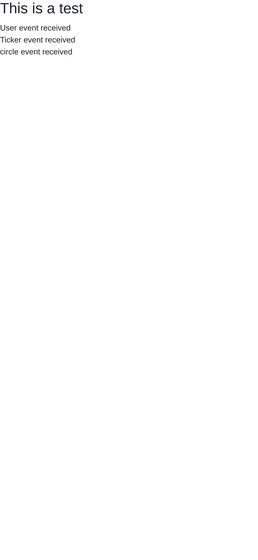 This is a test
User event received
Ticker event received
circle event received